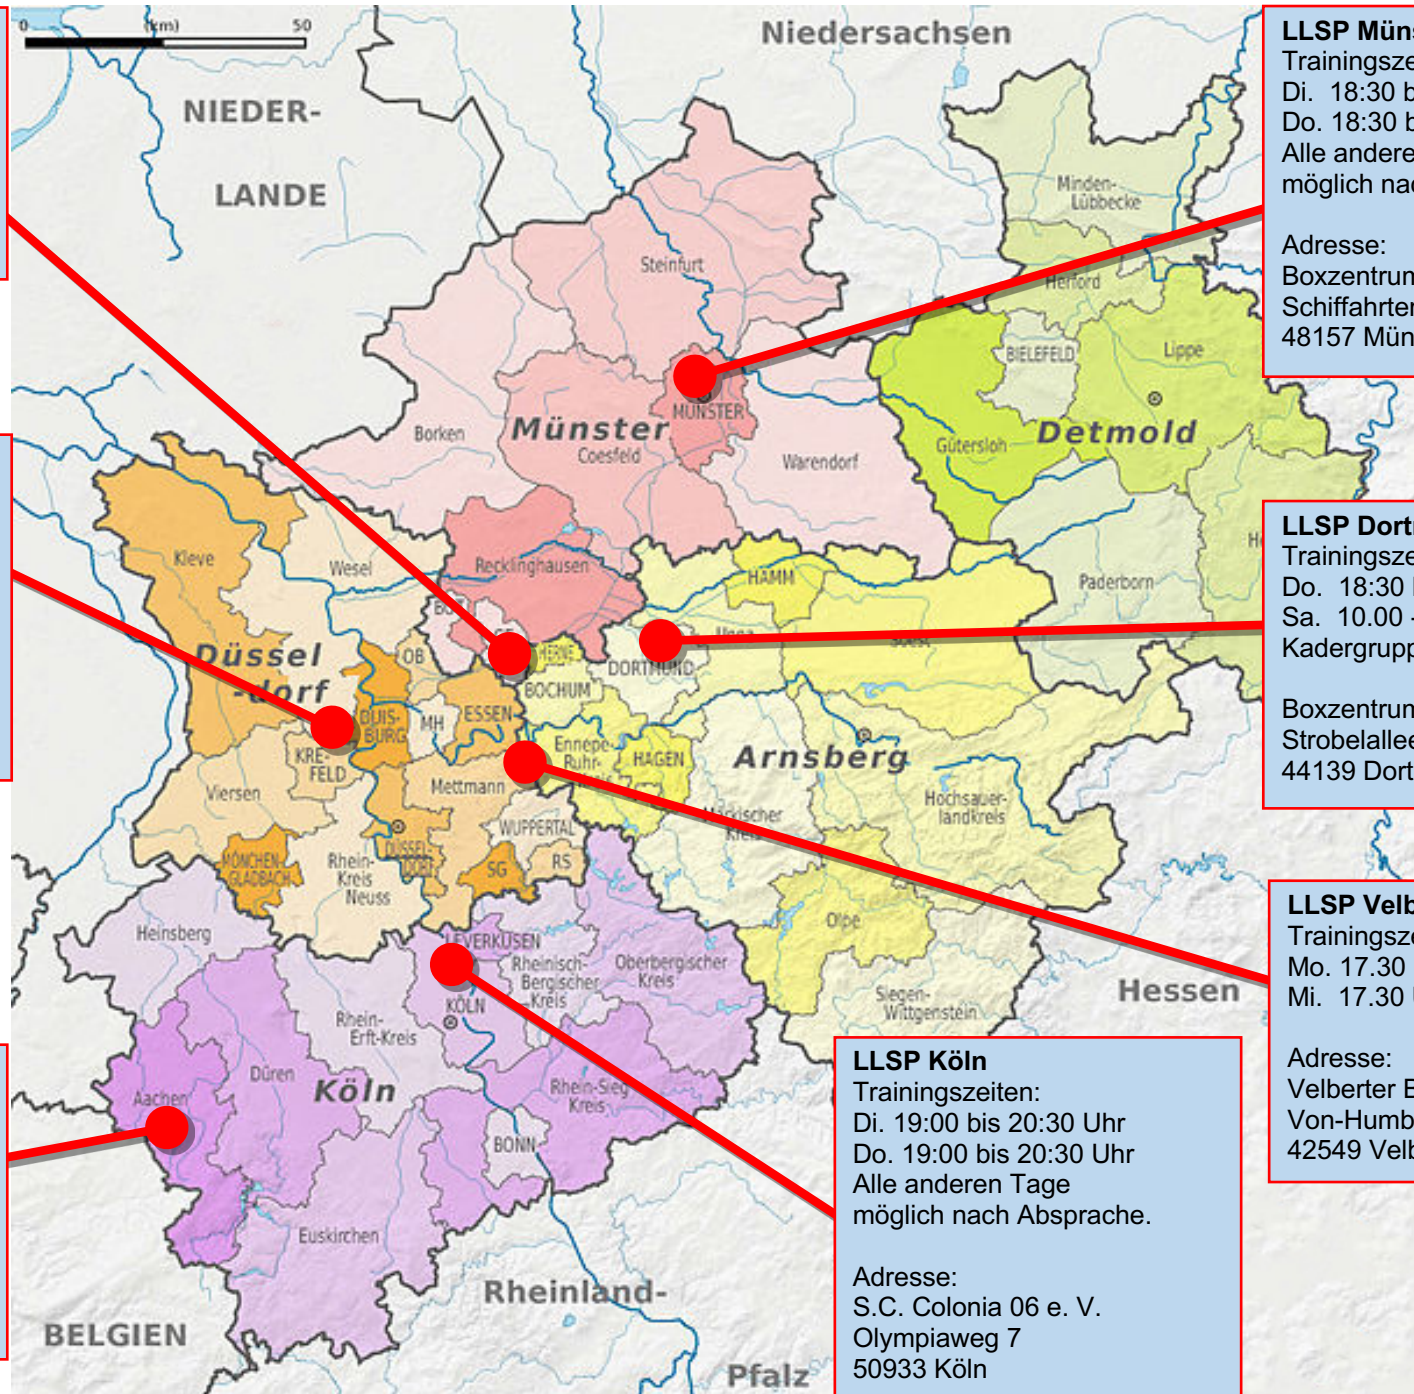 0 (km) 50
Niedersachsen
NIEDER-
LANDE
Minden-
Lübbecke
Steinfurt
Herford
BIELEFELD
Lippe
MÜNSTER
Münster
Borken
Coesfeld
Warendorf
Gütersloh
Detmold
Kleve
Wesel
Recklinghausen
HAMM
Paderborn
Düssel
-dorf
OB
HERNE
BOCHUM
DORTMUND
DUIS-
BURG
MH
ESSEN
KRE-
FELD
Ennepe-
Ruhr-
HAGEN
Arnsberg
Viersen
Mettmann
Märkischer
Hochsauer-
landkreis
WUPPERTAL
MÖNCHEN-
GLADBACH
Rhein-
Kreis
Neuss
DÜSSEL-
DORF
SG
RS
Olpe
Heinsberg
LEVERKUSEN
Rheinisch-
Bergischer
Kreis
Oberbergischer
Kreis
KÖLN
Rhein-
Erft-Kreis
Siegen-
Wittgenstein
Hessen
Aachen
Düren
Köln
Rhein-Sieg
Kreis
BONN
Euskirchen
Rheinland-
Pfalz
BELGIEN
LLSP Müns
Trainingsze
Di. 18:30 b
Do. 18:30 b
Alle andere
möglich nac
Adresse:
Boxzentrum
Schiffahrter
48157 Mün
LLSP Dortm
Trainingsze
Do. 18:30
Sa. 10.00 -
Kadergrupp
Boxzentrum
Strobelallee
44139 Dort
LLSP Velb
Trainingsze
Mo. 17.30
Mi. 17.30
Adresse:
Velberter B
Von-Humb
42549 Velb
LLSP Köln
Trainingszeiten:
Di. 19:00 bis 20:30 Uhr
Do. 19:00 bis 20:30 Uhr
Alle anderen Tage
möglich nach Absprache.
Adresse:
S.C. Colonia 06 e. V.
Olympiaweg 7
50933 Köln